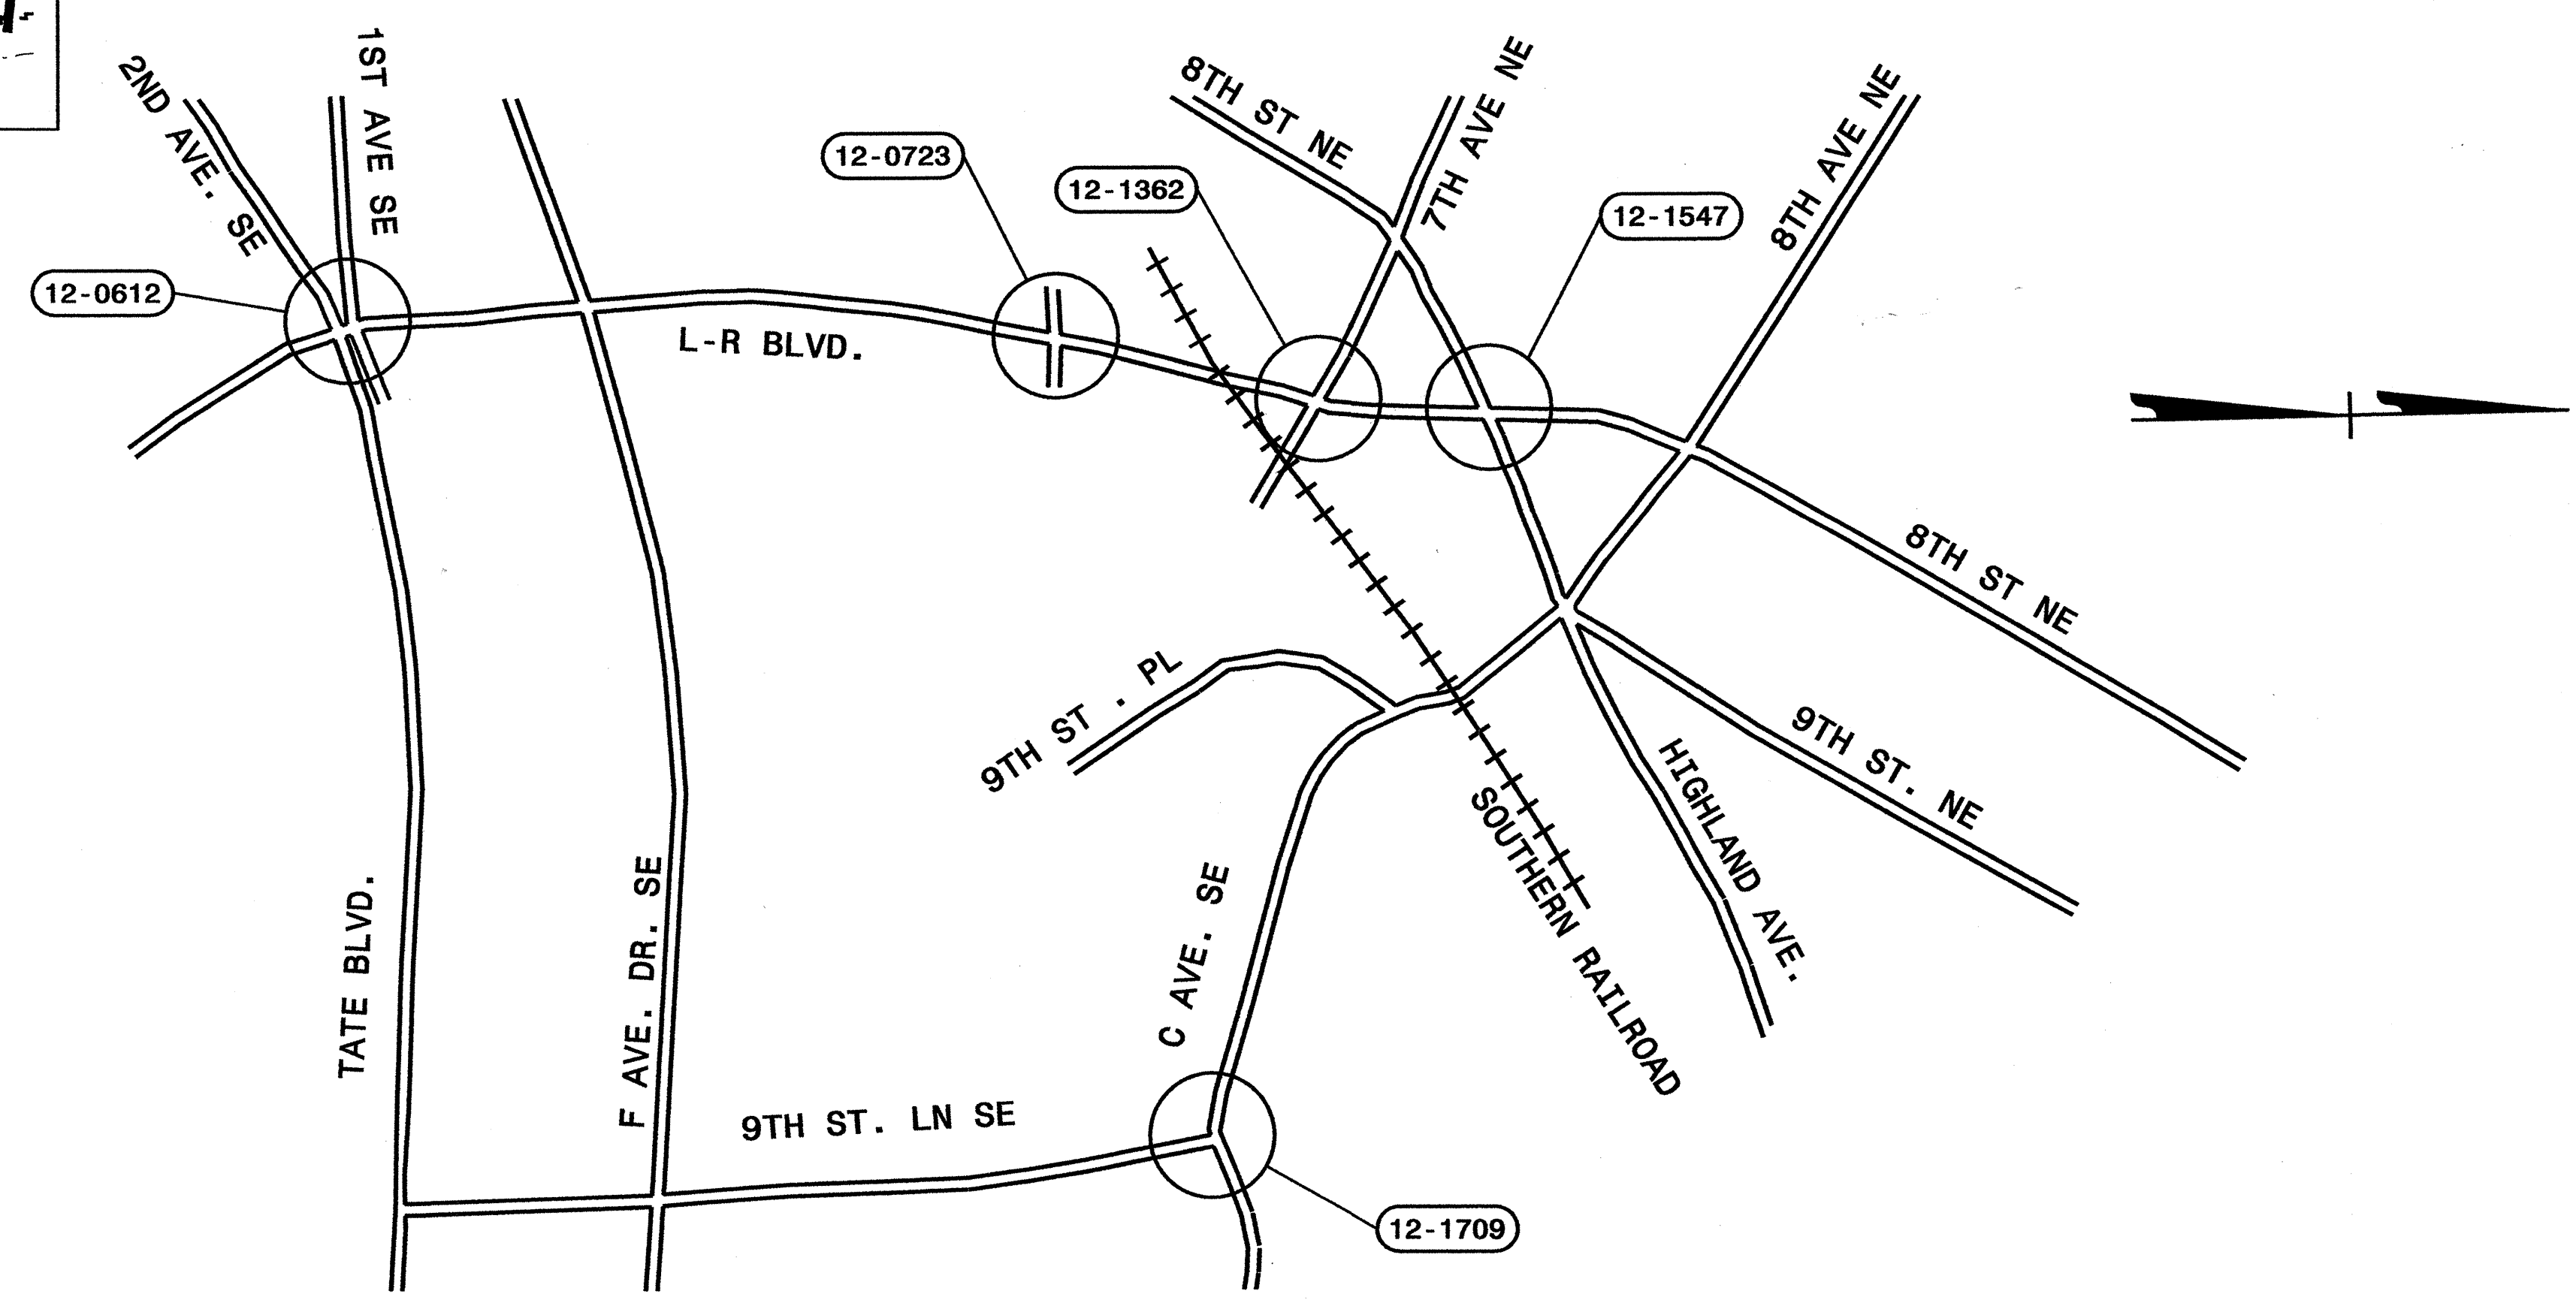 2ND AVE. SE
1ST AVE SE
8TH ST NE
7TH AVE NE
8TH AVE NE
12-0723
12-1362
12-1547
12-0612
L-R BLVD.
8TH ST NE
9TH ST . PL
9TH ST. NE
HIGHLAND AVE.
SOUTHERN RAILROAD
TATE BLVD.
F AVE. DR. SE
C AVE. SE
9TH ST. LN SE
12-1709